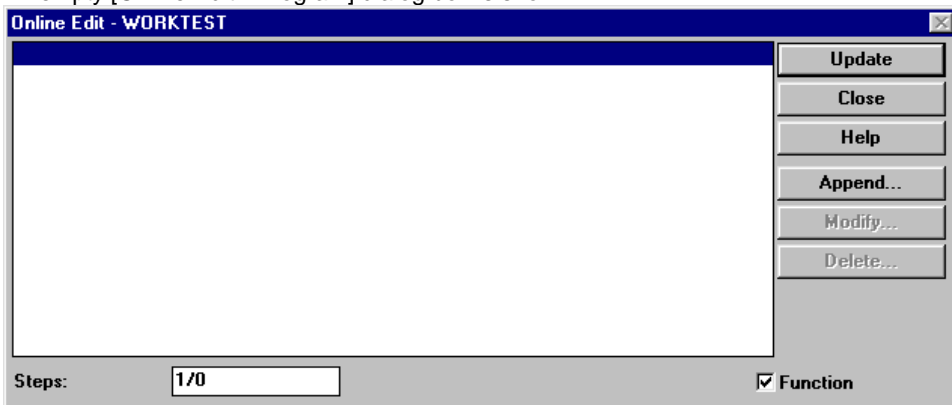 Online Edit - WORKTEST
Update
Close
Help
Append...
Modify...
Delete...
Steps:
1/0
Function